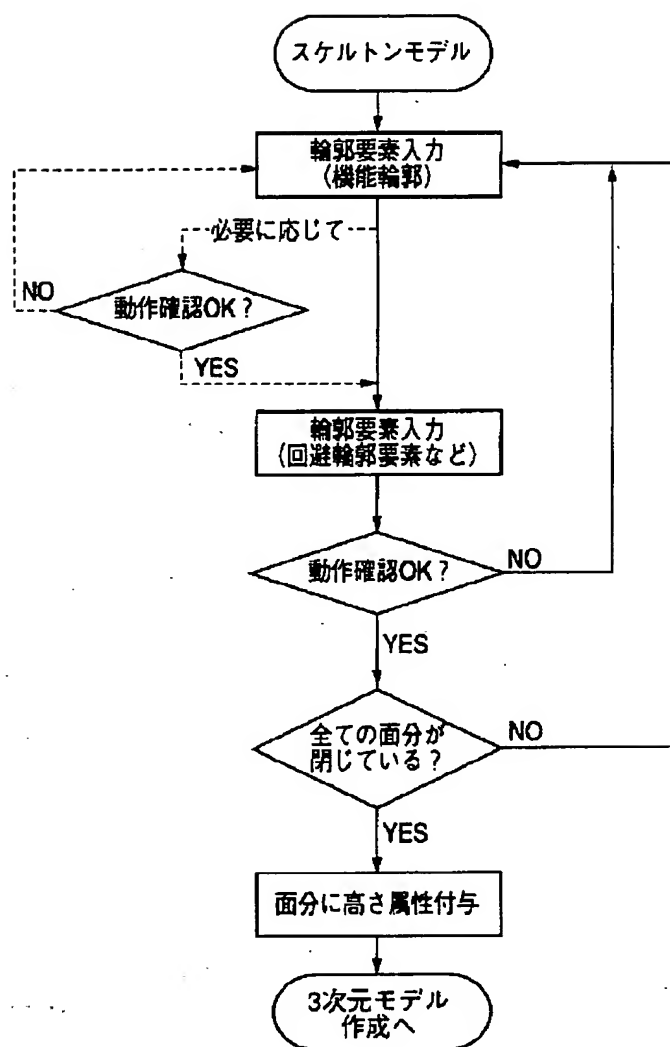 スケルトンモデル
輪郭要素入力
(機能輪郭)
必要に応じて
NO
動作確認OK?
YES
輪郭要素入力
(回避輪郭要素など)
動作確認OK?
NO
YES
全ての面分が
閉じている?
NO
YES
面分に高さ属性付与
3次元モデル
作成へ